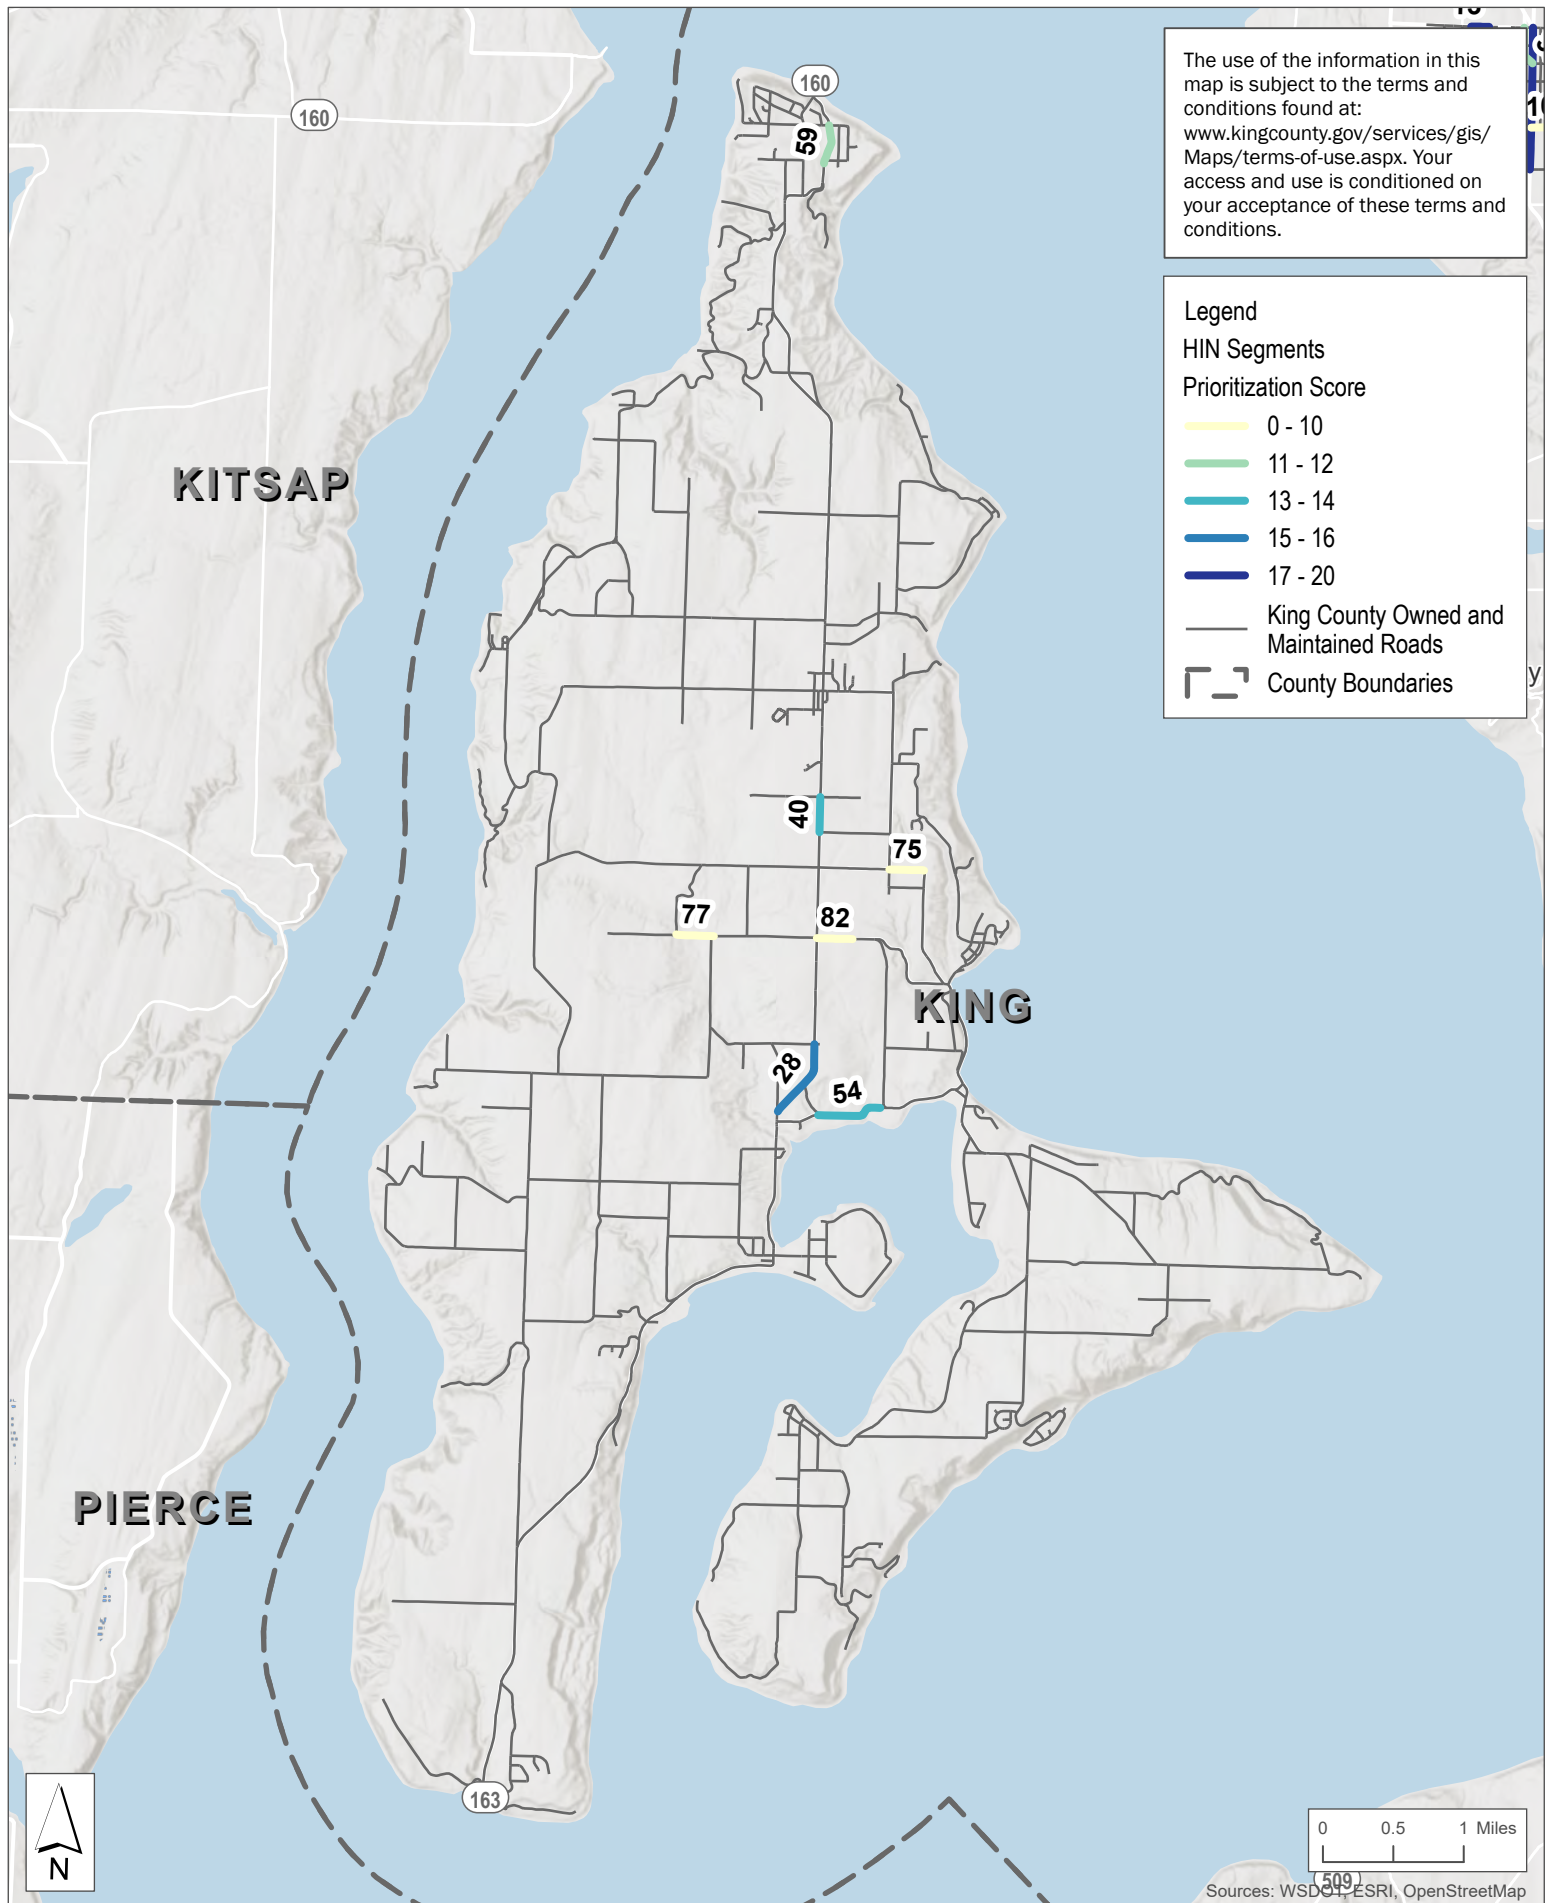 160
160
59
The use of the information in this
map is subject to the terms and
conditions found at:
www.kingcounty.gov/services/gis/
Maps/terms-of-use.aspx. Your
access and use is conditioned on
your acceptance of these terms and
conditions.
Legend
HIN Segments
Prioritization Score
0 - 10
11 - 12
13 - 14
15 - 16
17 - 20
King County Owned and
Maintained Roads
County Boundaries
KITSAP
40
75
77
82
KING
28
54
PIERCE
163
N
0 0.5 1 Miles
509
Sources: WSDOT, ESRI, OpenStreetMap